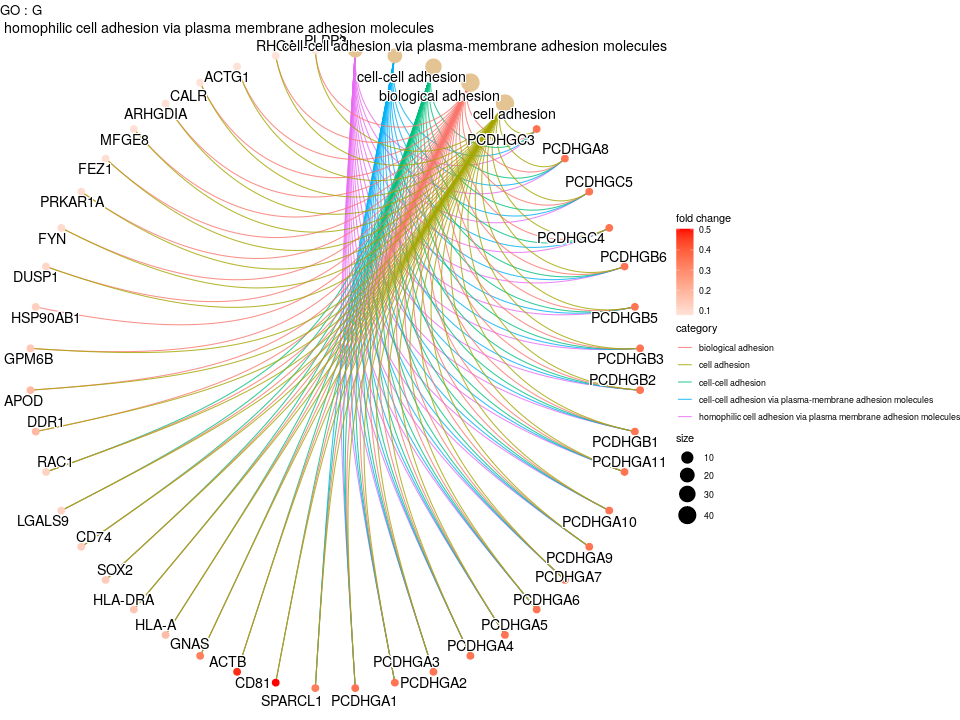 GO : G
homophilic cell adhesion via plasma membrane adhesion molecules
cell-cell adhesion via plasma-membrane adhesion molecules
cell-cell adhesion
biological adhesion
cell adhesion
ACTG1
CALR
ARHGDIA
MFGE8
FEZ1
PRKAR1A
FYN
DUSP1
HSP90AB1
GPM6B
APOD
DDR1
RAC1
LGALS9
CD74
SOX2
HLA-DRA
HLA-A
GNAS
ACTB
CD81
SPARCL1
PCDHGA1
PCDHGA2
PCDHGA3
PCDHGA4
PCDHGA5
PCDHGA6
PCDHGA7
PCDHGA9
PCDHGA10
PCDHGA11
PCDHGB1
PCDHGB2
PCDHGB3
PCDHGB5
PCDHGB6
PCDHGC4
PCDHGC5
PCDHGA8
PCDHGC3
fold change
0.5
0.4
0.3
0.2
0.1
category
biological adhesion
cell adhesion
cell-cell adhesion
cell-cell adhesion via plasma-membrane adhesion molecules
homophilic cell adhesion via plasma membrane adhesion molecules
size
10
20
30
40